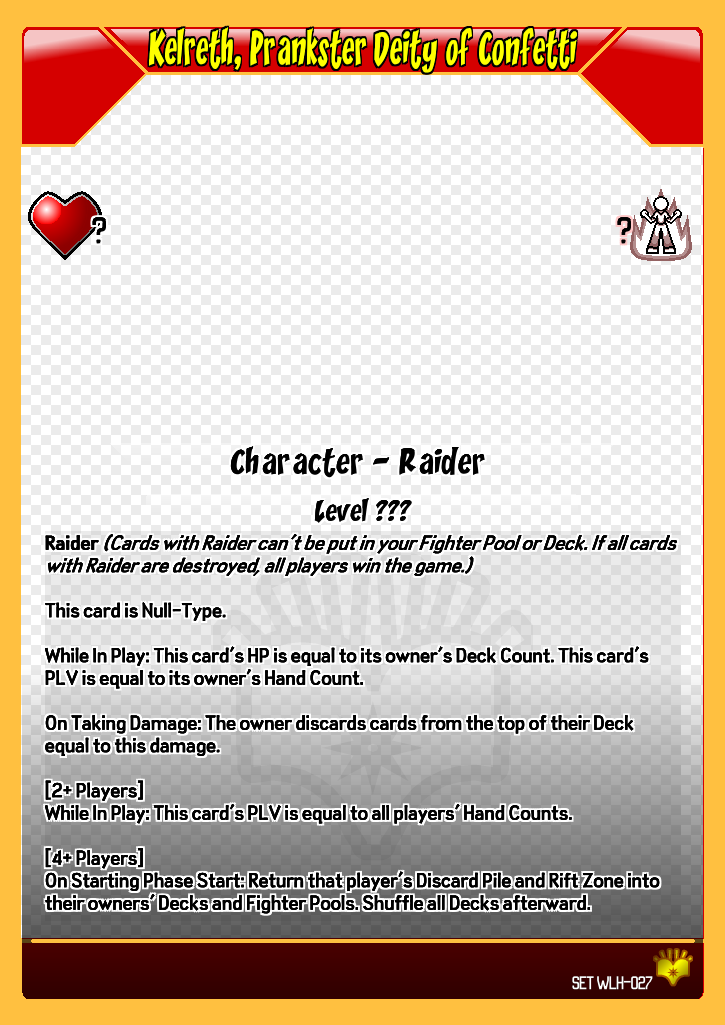 Kelreth, Prankster Deity of Confetti
?
?
Character - Raider
Level ???
Raider (Cards with Raider can't be put in your Fighter Pool or Deck. If all cards
with Raider are destroyed, all players win the game.)
This card is Null-Type.
While In Play: This card's HP is equal to its owner's Deck Count. This card's
PLV is equal to its owner's Hand Count.
On Taking Damage: The owner discards cards from the top of their Deck
equal to this damage.
[2+ Players]
While In Play: This card's PLV is equal to all players' Hand Counts.
[4+ Players]
On Starting Phase Start: Return that player's Discard Pile and Rift Zone into
their owners' Decks and Fighter Pools. Shuffle all Decks afterward.
SET WLH-027